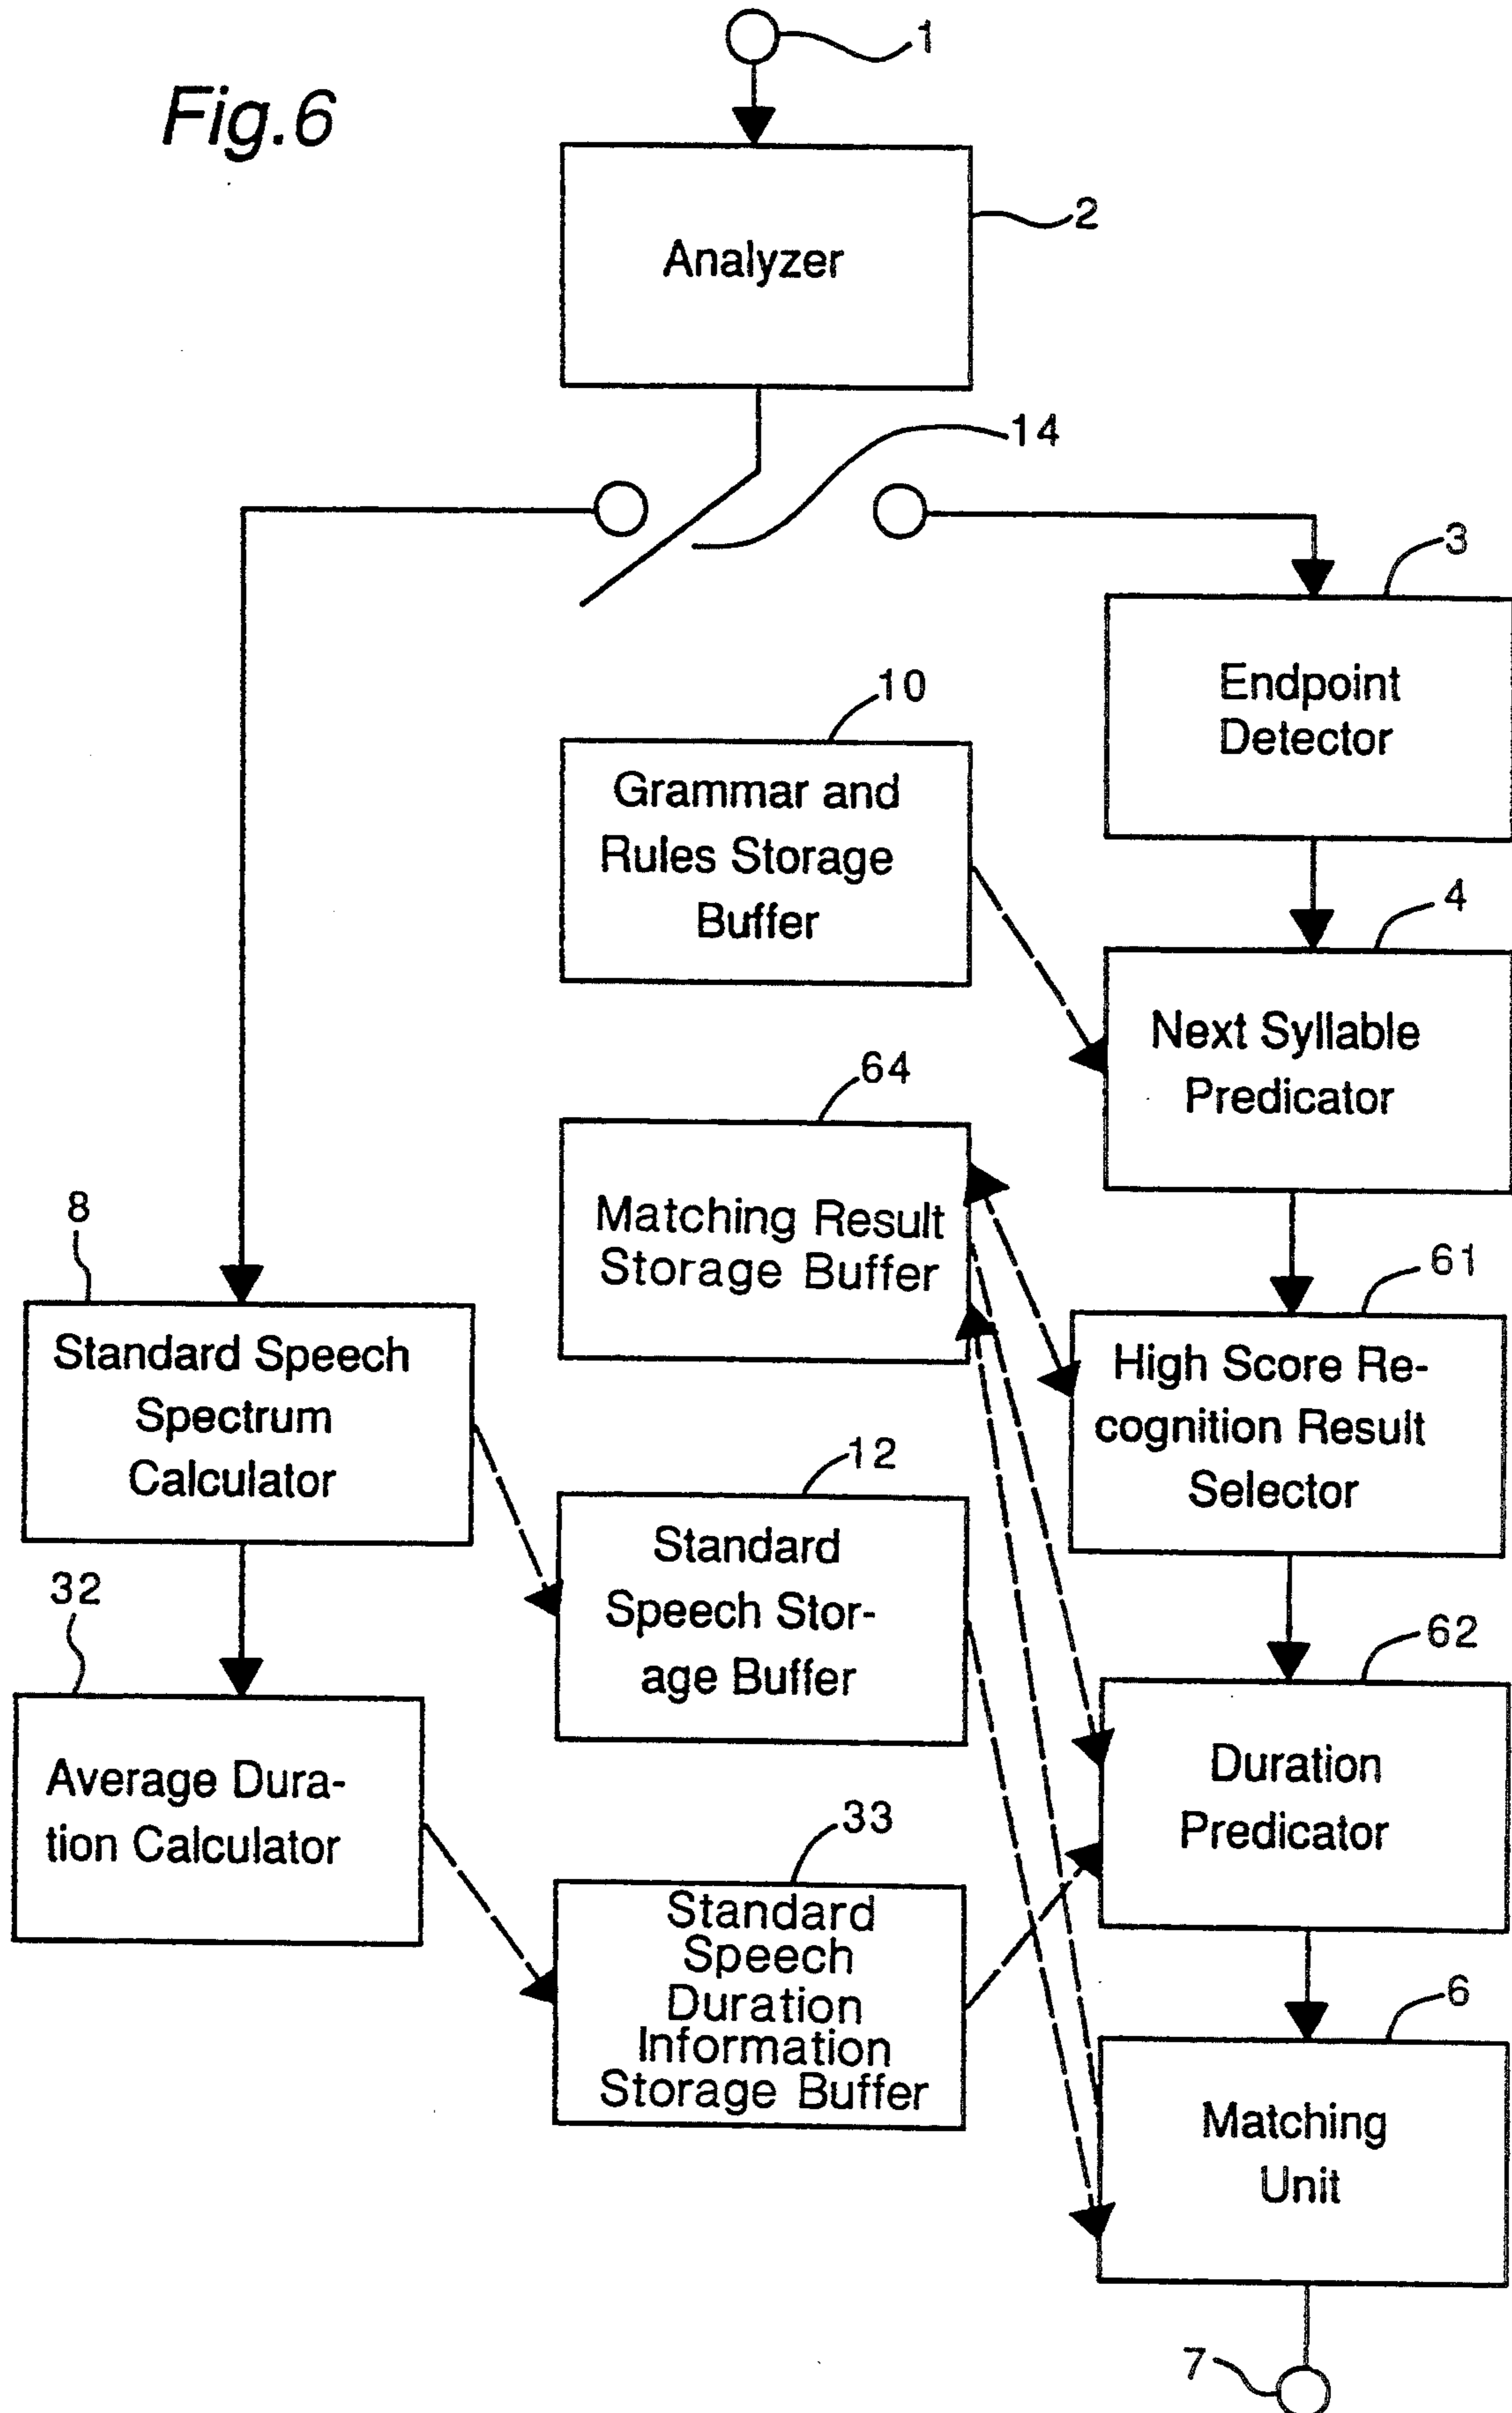 Fig.6
1
Analyzer
2
14
3
Endpoint
Detector
10
Grammar and
Rules Storage
Buffer
4
Next Syllable
Predicator
64
Matching Result
Storage Buffer
8
Standard Speech
Spectrum
Calculator
61
High Score Re-
cognition Result
Selector
12
Standard
Speech Stor-
age Buffer
32
Average Dura-
tion Calculator
62
Duration
Predicator
33
Standard
Speech
Duration
Information
Storage Buffer
6
Matching
Unit
7